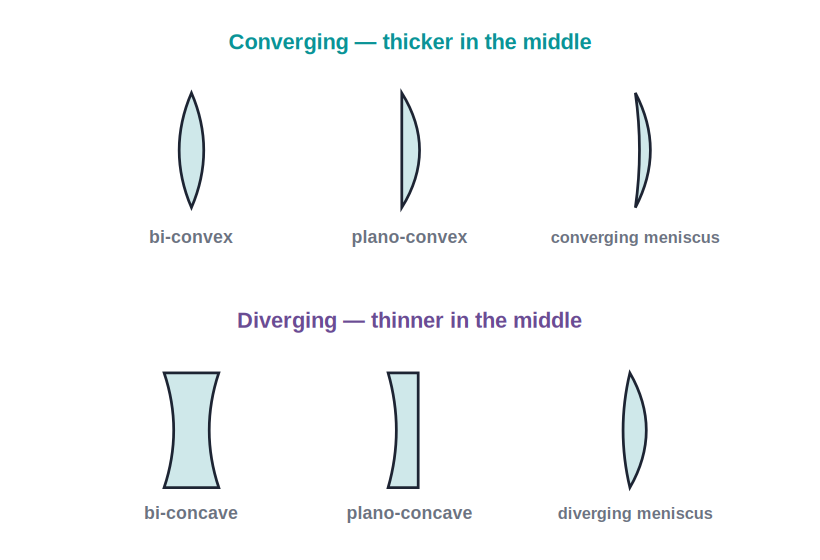 Converging — thicker in the middle
bi-convex
plano-convex
converging meniscus
Diverging — thinner in the middle
bi-concave
plano-concave
diverging meniscus